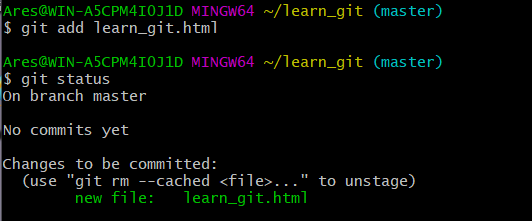 Ares@WIN-A5CPM4IOJ1D MINGW64 ~/learn_git (master)
$ git add learn_git.html

Ares@WIN-A5CPM4IOJ1D MINGW64 ~/learn_git (master)
$ git status
On branch master

No commits yet

Changes to be committed:
  (use "git rm --cached <file>..." to unstage)
        new file:   learn_git.html